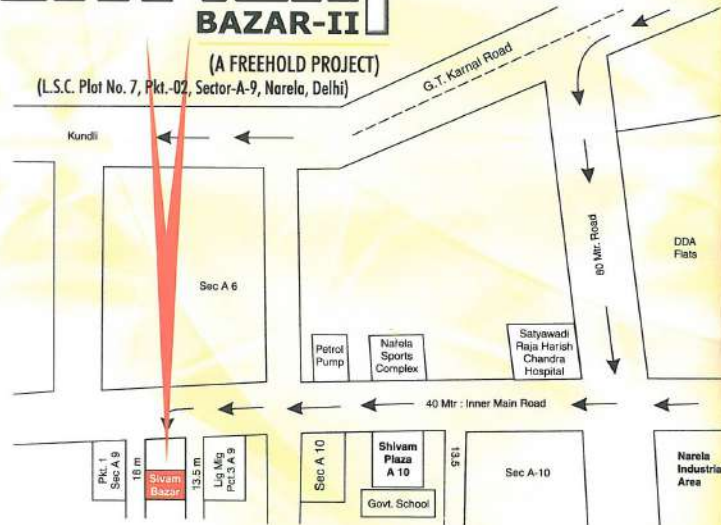 BAZAR-II
(A FREEHOLD PROJECT)
(L.S.C. Plot No. 7, Pkt.-02, Sector-A-9, Narela, Delhi)
G.T. Karnal Road
Kundli
60 Mtr. Road
DDA
Flats
Sec A 6
Petrol
Pump
Narela
Sports
Complex
Satyawadi
Raja Harish
Chandra
Hospital
40 Mtr : Inner Main Road
Pkt. 1
Sec A 9
18 m
Sivam
Bazar
13.5 m
Lig Mig
Pct.3 A 9
Sec A 10
Shivam
Plaza
A 10
Govt. School
13.5
Sec A-10
Narela
Industrial
Area